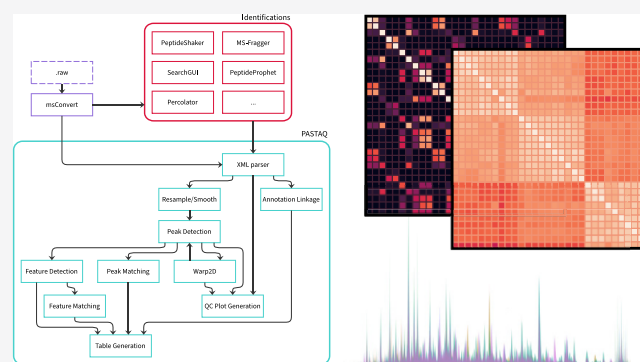 Identifications
PeptideShaker
MS-Fragger
SearchGUI
PeptideProphet
Percolator
...
.raw
msConvert
PASTAQ
XML parser
Resample/Smooth
Annotation Linkage
Peak Detection
Feature Detection
Peak Matching
Warp2D
Feature Matching
QC Plot Generation
Table Generation